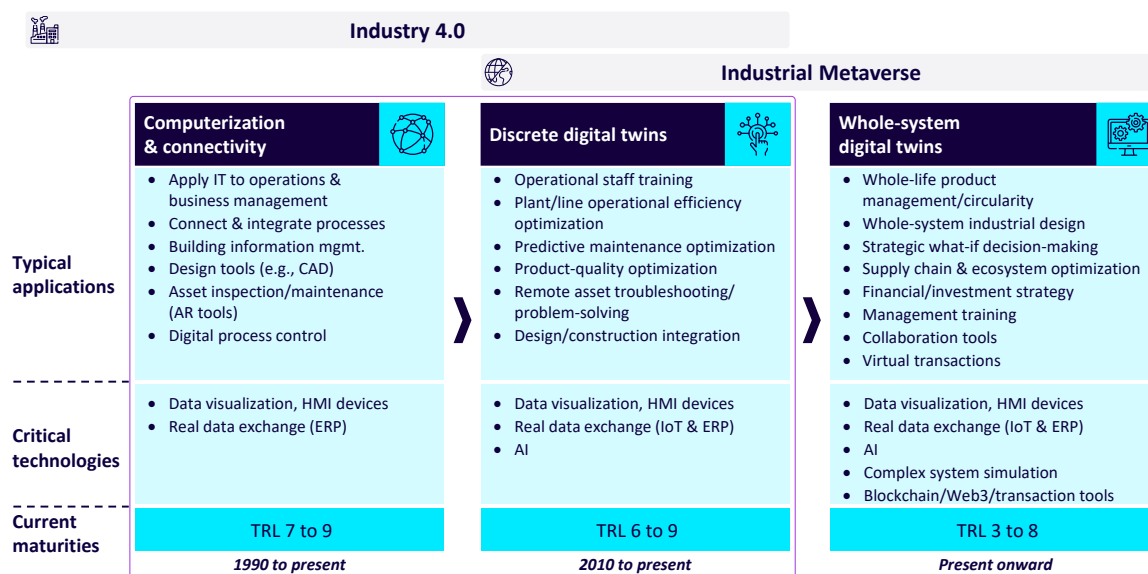 Industry 4.0
Industrial Metaverse
Computerization
& connectivity
Discrete digital twins
Whole-system
digital twins
Typical
applications
• Apply IT to operations &
business management
• Connect & integrate processes
• Building information mgmt.
• Design tools (e.g., CAD)
• Asset inspection/maintenance
(AR tools)
• Digital process control
• Operational staff training
• Plant/line operational efficiency
optimization
• Predictive maintenance optimization
• Product-quality optimization
• Remote asset troubleshooting/
problem-solving
• Design/construction integration
• Whole-life product
management/circularity
• Whole-system industrial design
• Strategic what-if decision-making
• Supply chain & ecosystem optimization
• Financial/investment strategy
• Management training
• Collaboration tools
• Virtual transactions
Critical
technologies
• Data visualization, HMI devices
• Real data exchange (ERP)
• Data visualization, HMI devices
• Real data exchange (IoT & ERP)
• AI
• Data visualization, HMI devices
• Real data exchange (IoT & ERP)
• AI
• Complex system simulation
• Blockchain/Web3/transaction tools
Current
maturities
TRL 7 to 9
TRL 6 to 9
TRL 3 to 8
1990 to present
2010 to present
Present onward